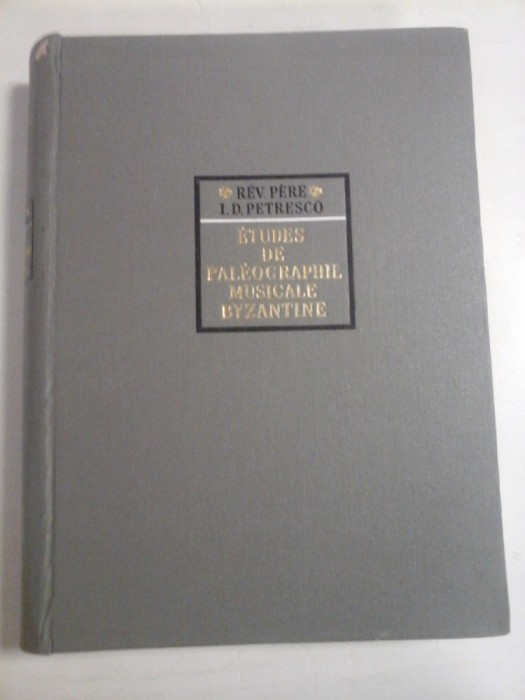 RÉV. PÈRE
I. D. PETRESCO
ÉTUDES
DE
PALÉOGRAPHIE
MUSICALE
BYZANTINE